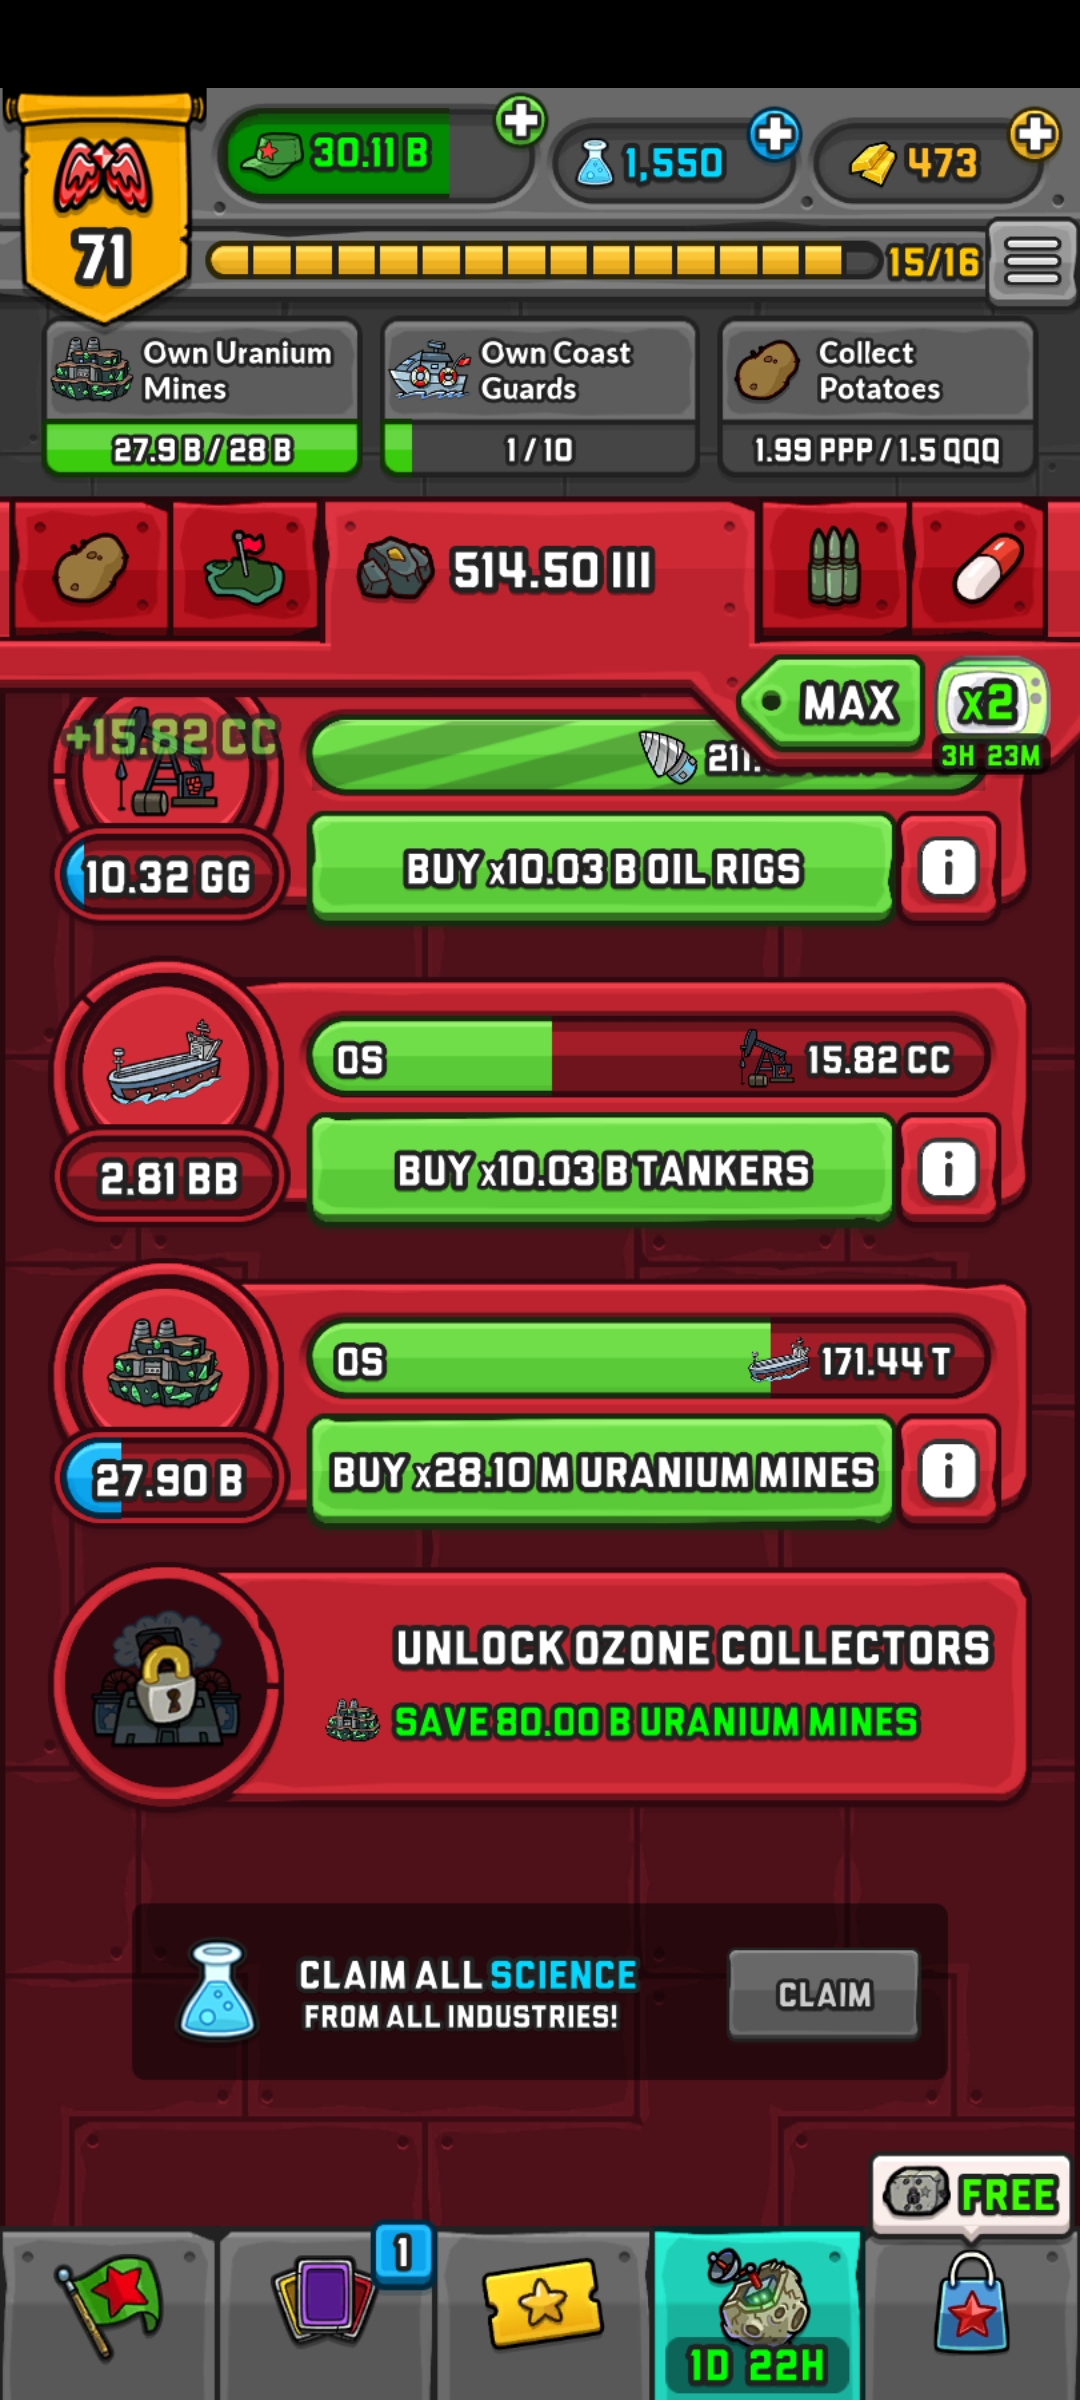 30.11 B
1,550
473
71
15/16
Own Uranium
Mines
27.9 B / 28 B
Own Coast
Guards
1 / 10
Collect
Potatoes
1.99 PPP / 1.5 QQQ
514.50 III
MAX
x2
3H 23M
+15.82 CC
211.
10.32 GG
BUY x10.03 B OIL RIGS
i
0S
15.82 CC
2.81 BB
BUY x10.03 B TANKERS
i
0S
171.44 T
27.90 B
BUY x28.10 M URANIUM MINES
i
UNLOCK OZONE COLLECTORS
SAVE 80.00 B URANIUM MINES
CLAIM ALL SCIENCE
FROM ALL INDUSTRIES!
CLAIM
FREE
1
1D 22H